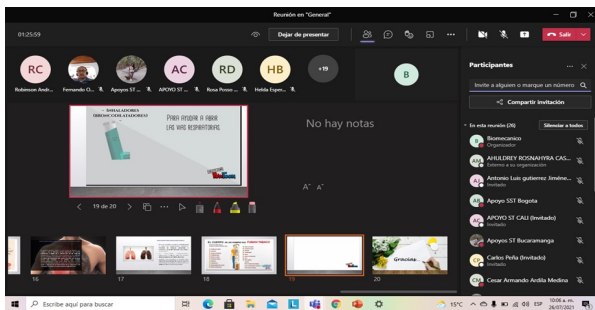 Reunión en "General"
01:25:59
Dejar de presentar
Salir
RC
AC
RD
HB
+19
B
Robinson Andr...
Fernando O...
Apoyos ST ...
APOYO ST ...
Rosa Posso ...
Helda Esper...
INHALADORES
(BRONCODILATADORES)
PARA AYUDAR A ABRIR
LAS VIAS RESPIRATORIAS.
No hay notas
19 de 20
16
17
18
19
20
Gracias
Participantes
Invite a alguien o marque un número
Compartir invitación
En esta reunión (26)
Silenciar a todos
Biomecanico
Organizador
AHULDREY ROSNAHYRA CAS...
Externo a su organización
Antonio Luis gutierrez Jiméne...
Invitado
Apoyo SST Bogota
APOYO ST CALI (Invitado)
Invitado
Apoyos ST Bucaramanga
Carlos Peña (Invitado)
Invitado
Cesar Armando Ardila Medina
Escribe aquí para buscar
15°C
ESP
10:06 a. m.
26/07/2021